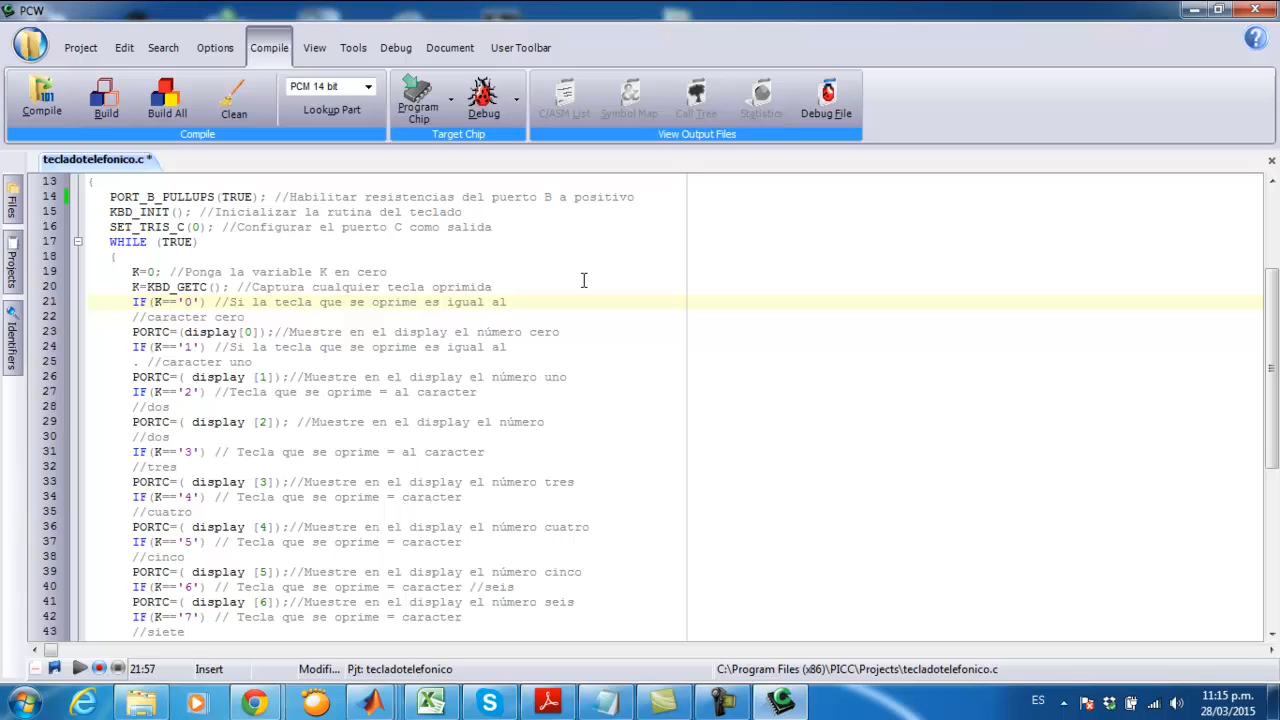 PCW
Project Edit Search Options Compile View Tools Debug Document User Toolbar
PCM 14 bit
Compile Build Build All Clean Lookup Part Program Chip Debug C/ASM List Symbol Map Call Tree Statistics Debug File
Compile Target Chip View Output Files
tecladotelefonico.c *
Files
Projects
Identifiers
13 {
14 PORT_B_PULLUPS(TRUE); //Habilitar resistencias del puerto B a positivo
15 KBD_INIT(); //Inicializar la rutina del teclado
16 SET_TRIS_C(0); //Configurar el puerto C como salida
17 WHILE (TRUE)
18 {
19 K=0; //Ponga la variable K en cero
20 K=KBD_GETC(); //Captura cualquier tecla oprimida
21 IF(K=='0') //Si la tecla que se oprime es igual al
22 //caracter cero
23 PORTC=(display[0]);//Muestre en el display el número cero
24 IF(K=='1') //Si la tecla que se oprime es igual al
25 . //caracter uno
26 PORTC=( display [1]);//Muestre en el display el número uno
27 IF(K=='2') //Tecla que se oprime = al caracter
28 //dos
29 PORTC=( display [2]); //Muestre en el display el número
30 //dos
31 IF(K=='3') // Tecla que se oprime = al caracter
32 //tres
33 PORTC=( display [3]);//Muestre en el display el número tres
34 IF(K=='4') // Tecla que se oprime = caracter
35 //cuatro
36 PORTC=( display [4]);//Muestre en el display el número cuatro
37 IF(K=='5') // Tecla que se oprime = caracter
38 //cinco
39 PORTC=( display [5]);//Muestre en el display el número cinco
40 IF(K=='6') // Tecla que se oprime = caracter //seis
41 PORTC=( display [6]);//Muestre en el display el número seis
42 IF(K=='7') // Tecla que se oprime = caracter
43 //siete
21:57 Insert Modifi... Pjt: tecladotelefonico C:\Program Files (x86)\PICC\Projects\tecladotelefonico.c
ES 11:15 p.m.
28/03/2015